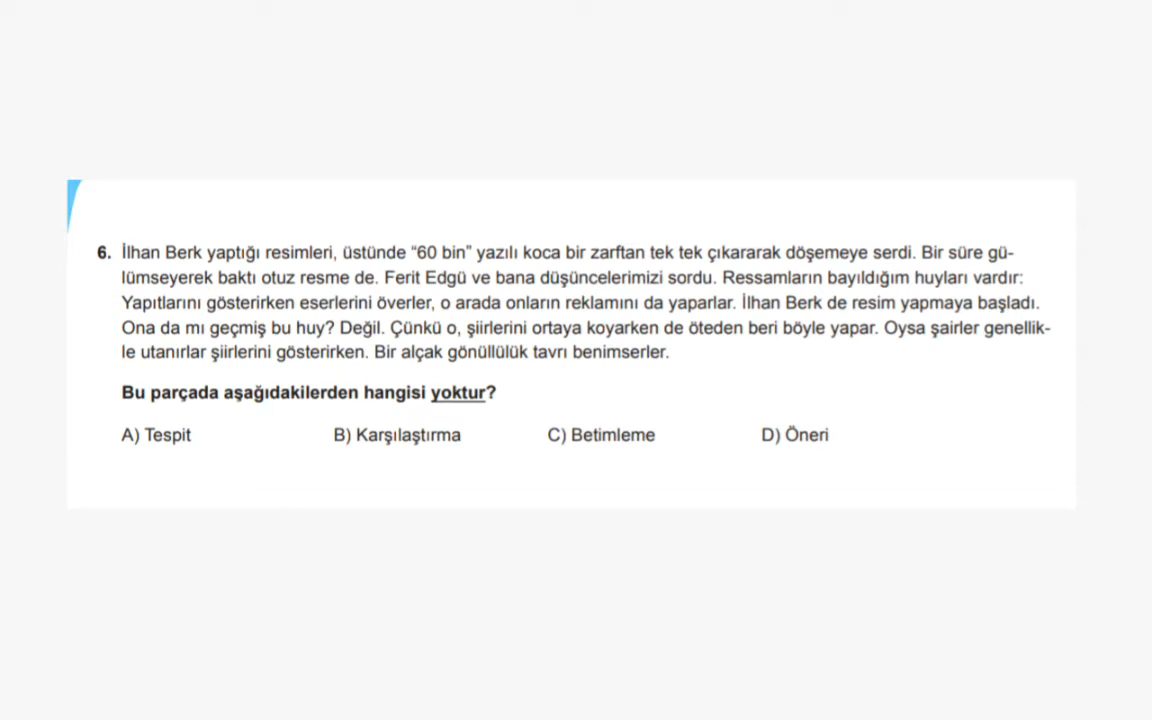 6. İlhan Berk yaptığı resimleri, üstünde “60 bin” yazılı koca bir zarftan tek tek çıkararak döşemeye serdi. Bir süre gü-
lümseyerek baktı otuz resme de. Ferit Edgü ve bana düşüncelerimizi sordu. Ressamların bayıldığım huyları vardır:
Yapıtlarını gösterirken eserlerini överler, o arada onların reklamını da yaparlar. İlhan Berk de resim yapmaya başladı.
Ona da mı geçmiş bu huy? Değil. Çünkü o, şiirlerini ortaya koyarken de öteden beri böyle yapar. Oysa şairler genellik-
le utanırlar şiirlerini gösterirken. Bir alçak gönüllülük tavrı benimserler.
Bu parçada aşağıdakilerden hangisi yoktur?
A) Tespit B) Karşılaştırma C) Betimleme D) Öneri